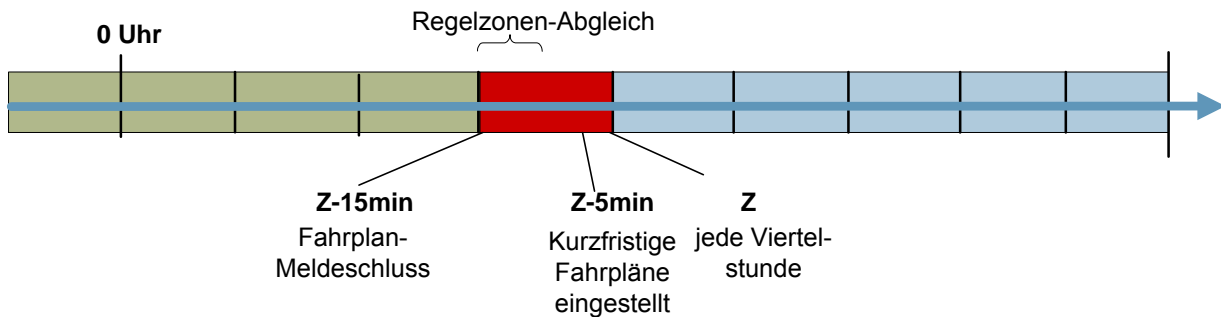 Regelzonen-Abgleich
0 Uhr
Z-15min
Fahrplan-
Meldeschluss
Z-5min
Kurzfristige
Fahrpläne
eingestellt
Z
jede Viertel-
stunde